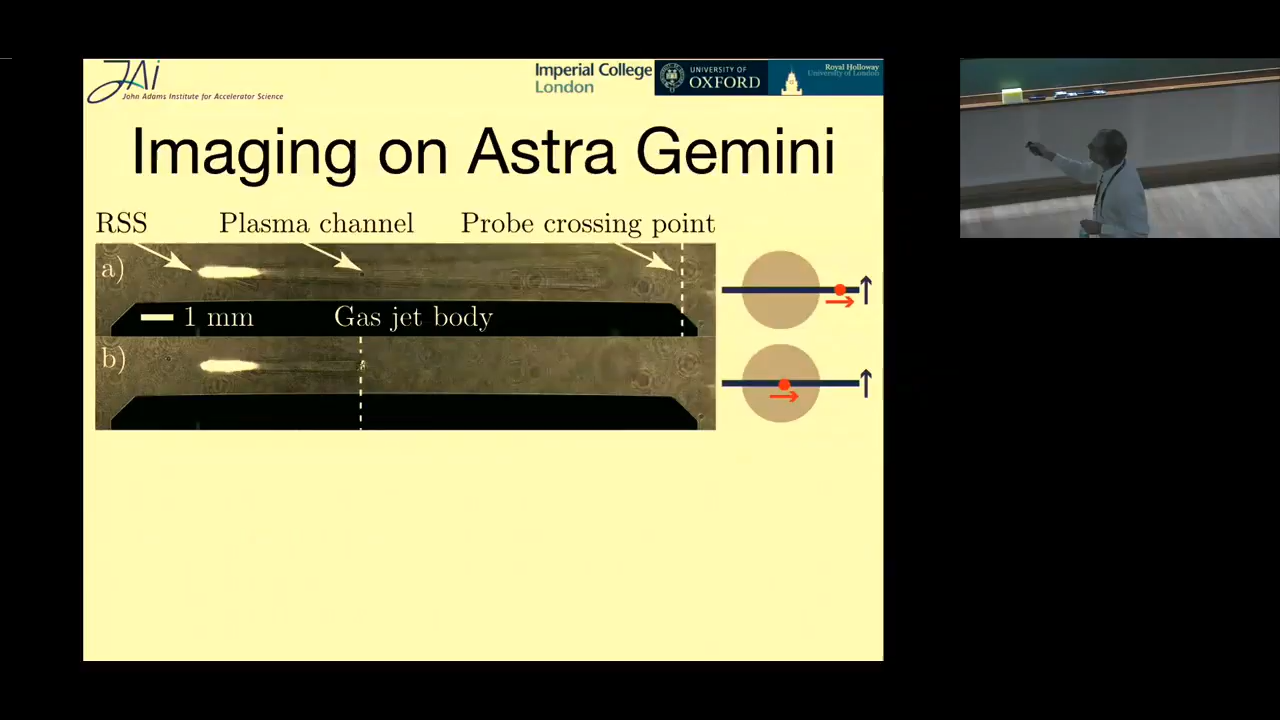 JAi
John Adams Institute for Accelerator Science
Imperial College
London
UNIVERSITY OF
OXFORD
Royal Holloway
University of London
Imaging on Astra Gemini
RSS
Plasma channel
Probe crossing point
a)
1 mm
Gas jet body
b)